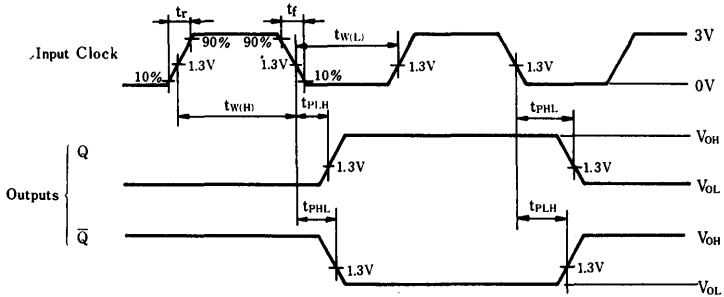 tr
tf
tW(L)
3V
90%
90%
Input Clock
1.3V
1.3V
1.3V
1.3V
10%
10%
0V
tW(H)
tPLH
tPHL
VOH
Q
1.3V
1.3V
VOL
Outputs
tPHL
tPLH
Q̅
VOH
1.3V
1.3V
VOL